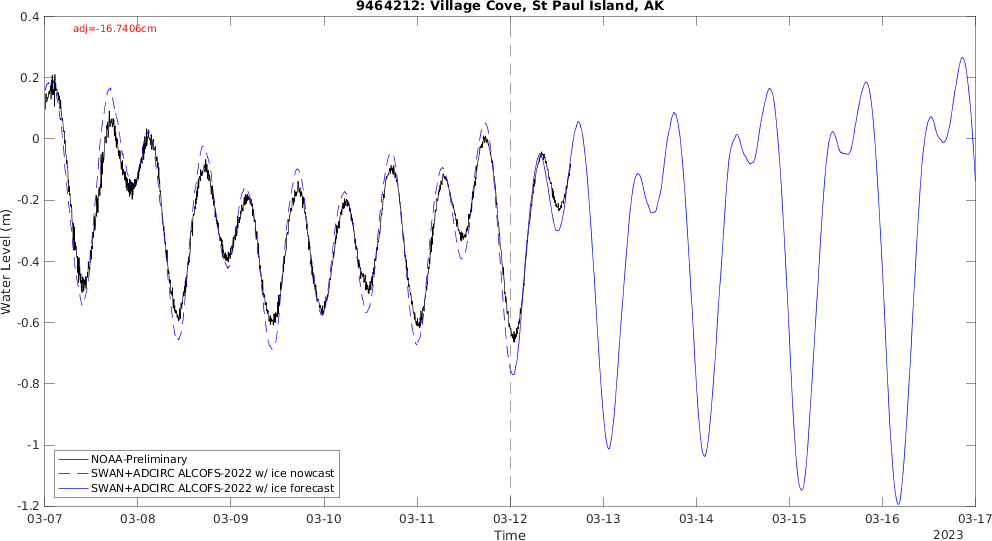 9464212: Village Cove, St Paul Island, AK
adj=-16.7406cm
Water Level (m)
0.4
0.2
0
-0.2
-0.4
-0.6
-0.8
-1
-1.2
NOAA-Preliminary
SWAN+ADCIRC ALCOFS-2022 w/ ice nowcast
SWAN+ADCIRC ALCOFS-2022 w/ ice forecast
03-07 03-08 03-09 03-10 03-11 03-12 03-13 03-14 03-15 03-16 03-17
Time
2023